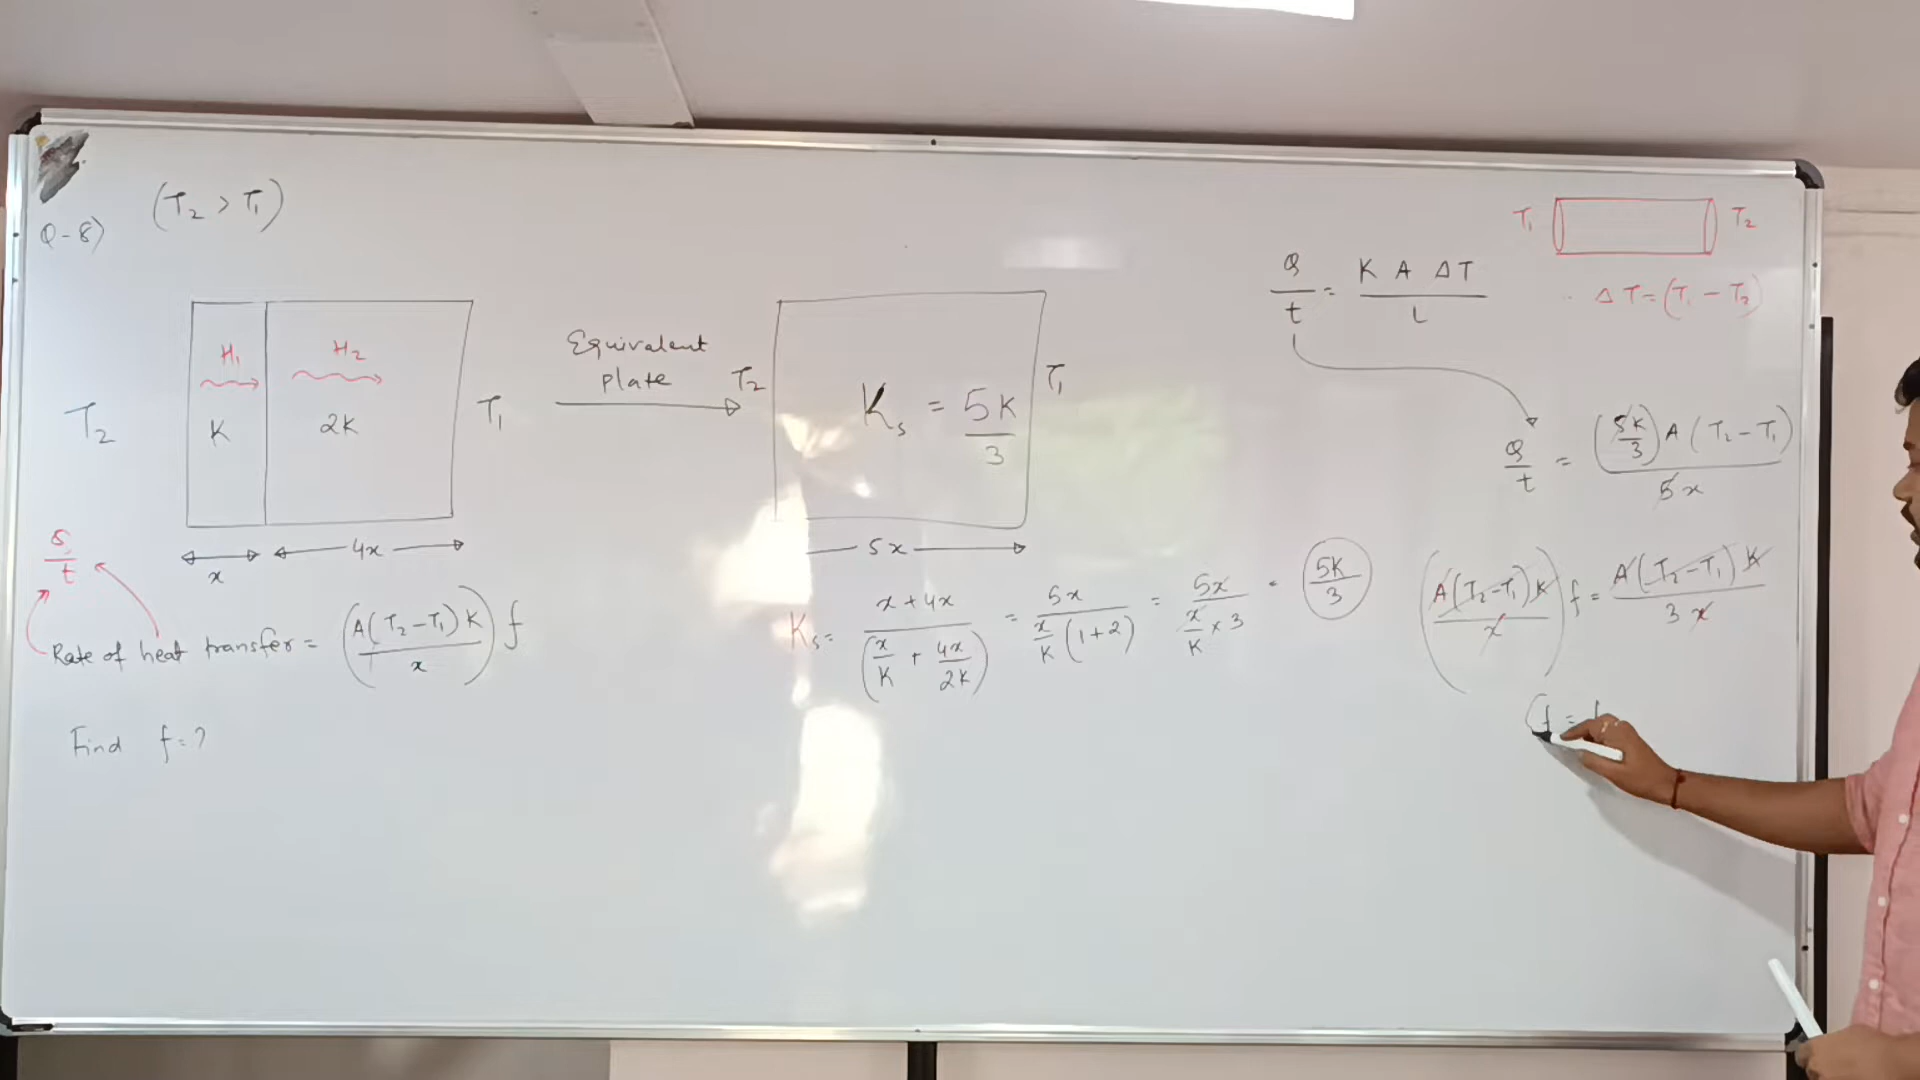 Q-8) (T₂ > T₁)
H₁ H₂
T₂ K 2K T₁
x 4x
Q/t
Rate of heat transfer = (A(T₂-T₁)K/x) f
Find f = ?
Equivalent
plate
T₂ Kₛ = 5K/3 T₁
5x
Kₛ = (x+4x)/(x/K + 4x/2K) = 5x/(x/K (1+2)) = 5x/(x/K × 3) = 5K/3
T₁ T₂
ΔT = (T₁ - T₂)
Q/t = K A ΔT/L
Q/t = (5K/3) A (T₂-T₁)/5x
(A(T₂-T₁)K/x) f = A(T₂-T₁)K/3x
f =